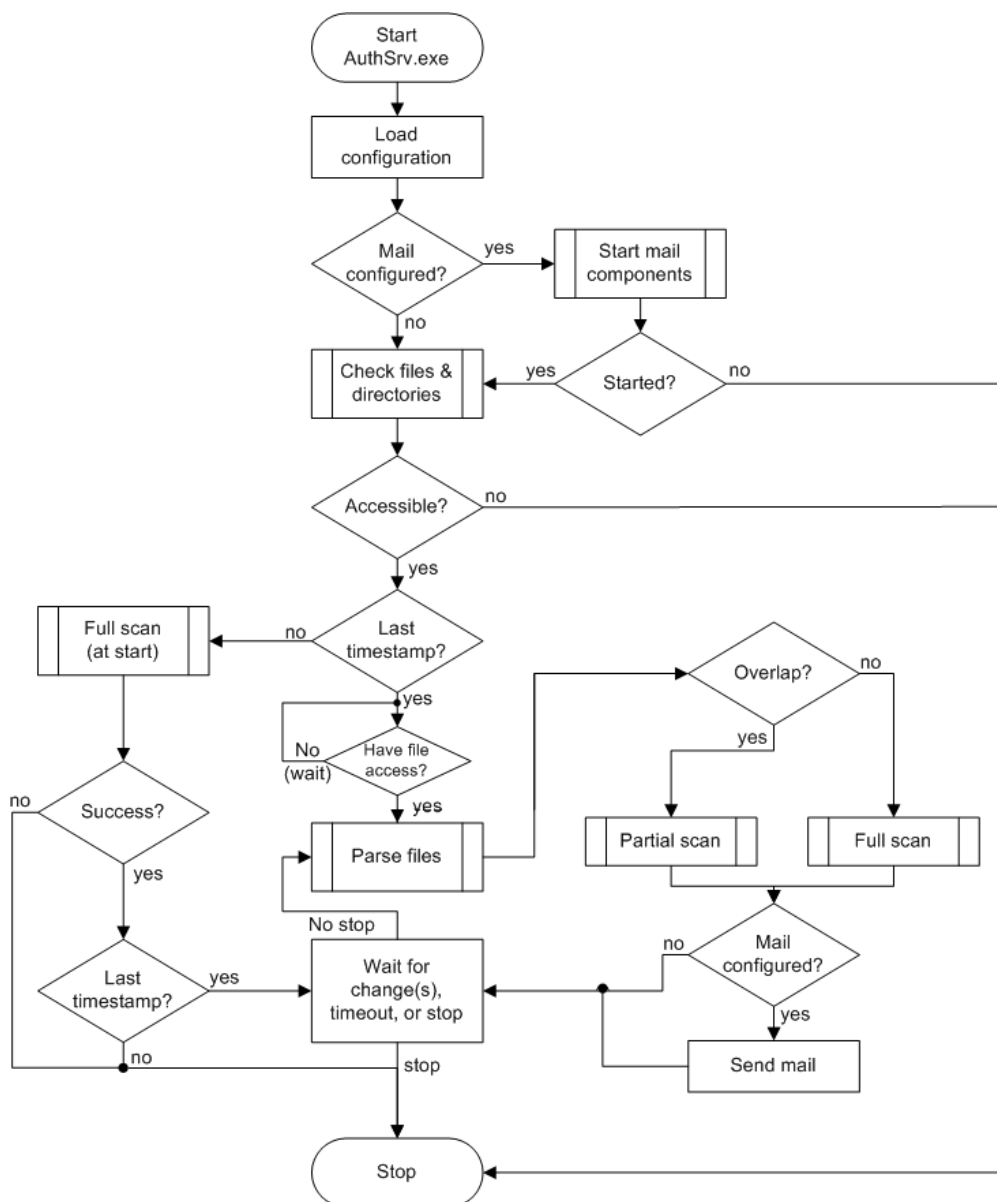 Start
AuthSrv.exe
Load
configuration
Mail
configured?
yes
Start mail
components
no
Check files &
directories
yes
Started?
no
Accessible?
no
yes
Full scan
(at start)
no
Last
timestamp?
Overlap?
no
yes
yes
No
(wait)
Have file
access?
no
Success?
yes
Parse files
Partial scan
Full scan
yes
No stop
no
Mail
configured?
Last
timestamp?
yes
Wait for
change(s),
timeout, or stop
yes
no
stop
Send mail
Stop